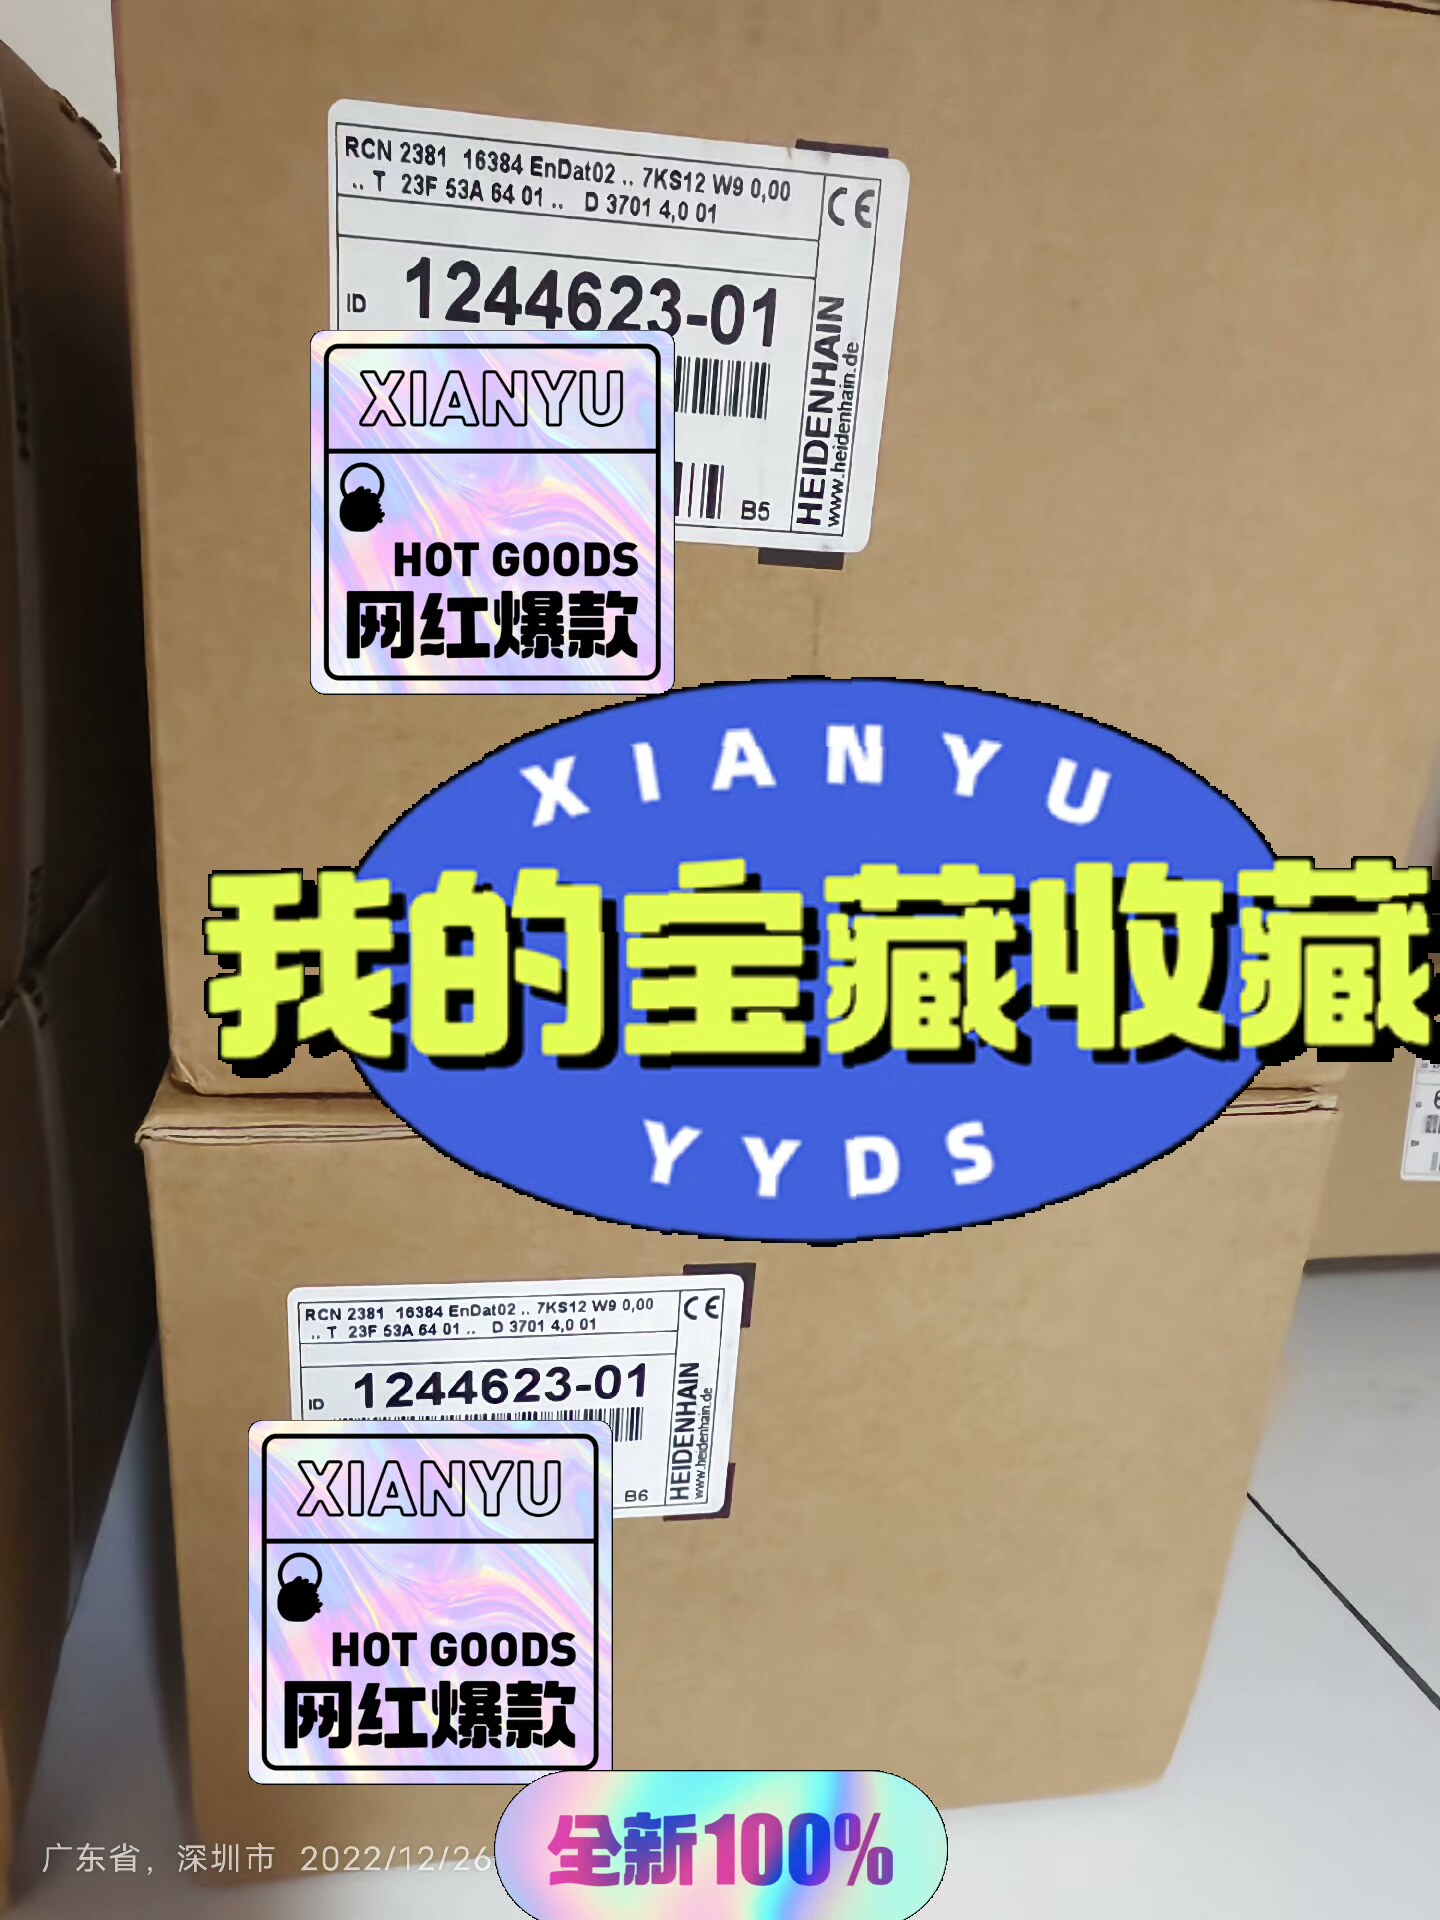 RCN 2381 16384 EnDat02 .. 7KS12 W9 0,00
.. T 23F 53A 64 01 .. D 3701 4,0 01
CE
ID 1244623-01
HEIDENHAIN
www.heidenhain.de
B5
XIANYU
HOT GOODS
网红爆款
XIANYU
我的宝藏收藏
YYDS
RCN 2381 16384 EnDat02 .. 7KS12 W9 0,00
.. T 23F 53A 64 01 .. D 3701 4,0 01
CE
ID 1244623-01
HEIDENHAIN
www.heidenhain.de
B6
XIANYU
HOT GOODS
网红爆款
全新100%
广东省，深圳市 2022/12/26